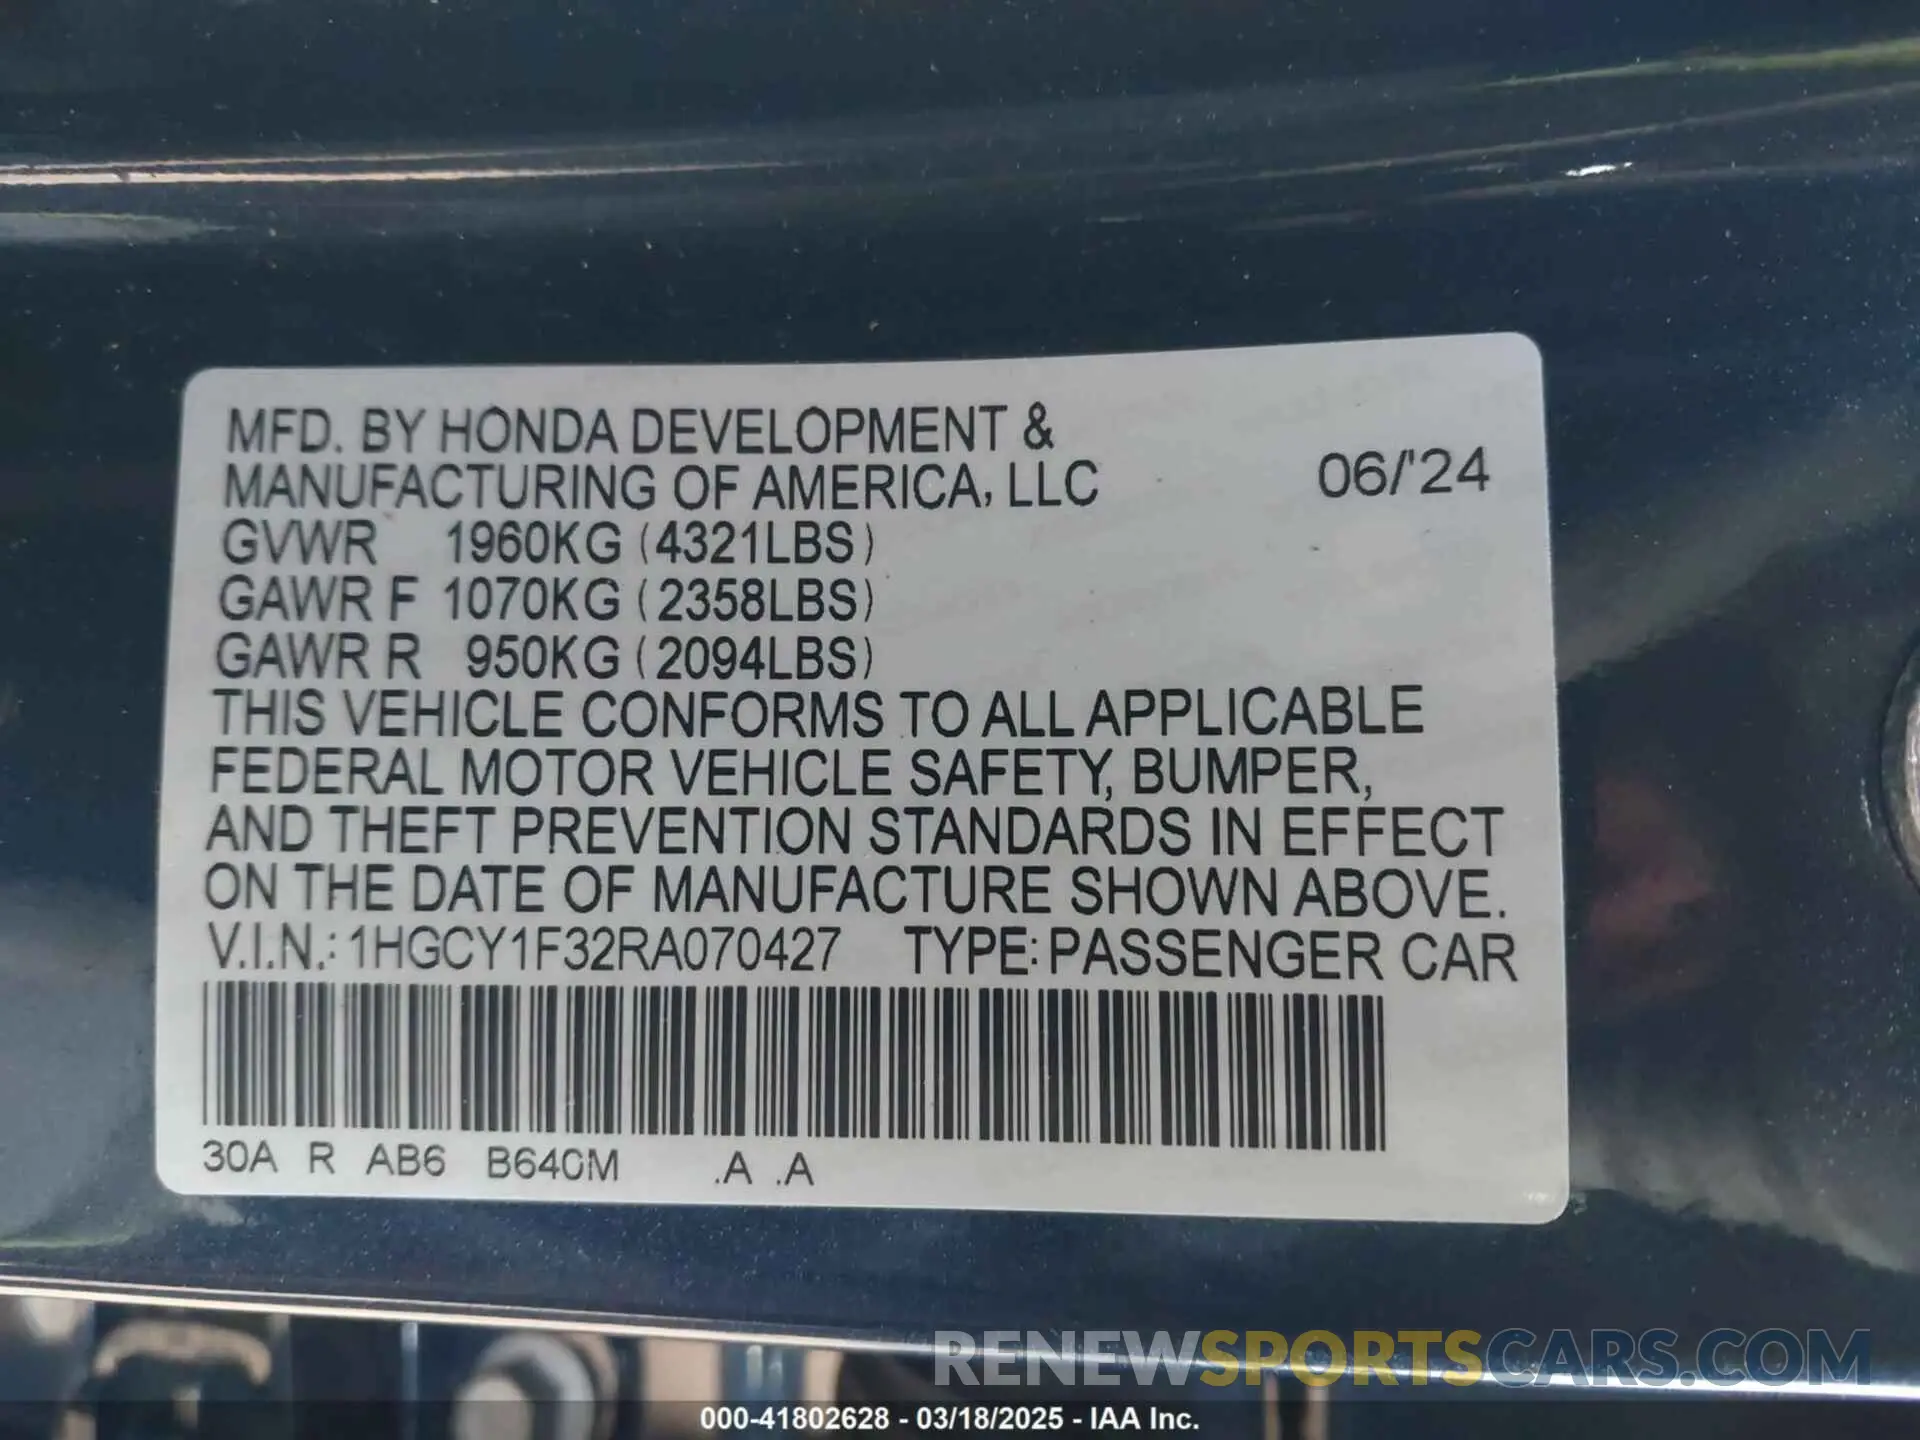 MFD. BY HONDA DEVELOPMENT &
MANUFACTURING OF AMERICA, LLC 06/'24
GVWR 1960KG (4321LBS)
GAWR F 1070KG (2358LBS)
GAWR R 950KG (2094LBS)
THIS VEHICLE CONFORMS TO ALL APPLICABLE
FEDERAL MOTOR VEHICLE SAFETY, BUMPER,
AND THEFT PREVENTION STANDARDS IN EFFECT
ON THE DATE OF MANUFACTURE SHOWN ABOVE.
V.I.N.: 1HGCY1F32RA070427 TYPE: PASSENGER CAR
30A R AB6 B640M .A .A
RENEWSPORTSCARS.COM
000-41802628 - 03/18/2025 - IAA Inc.